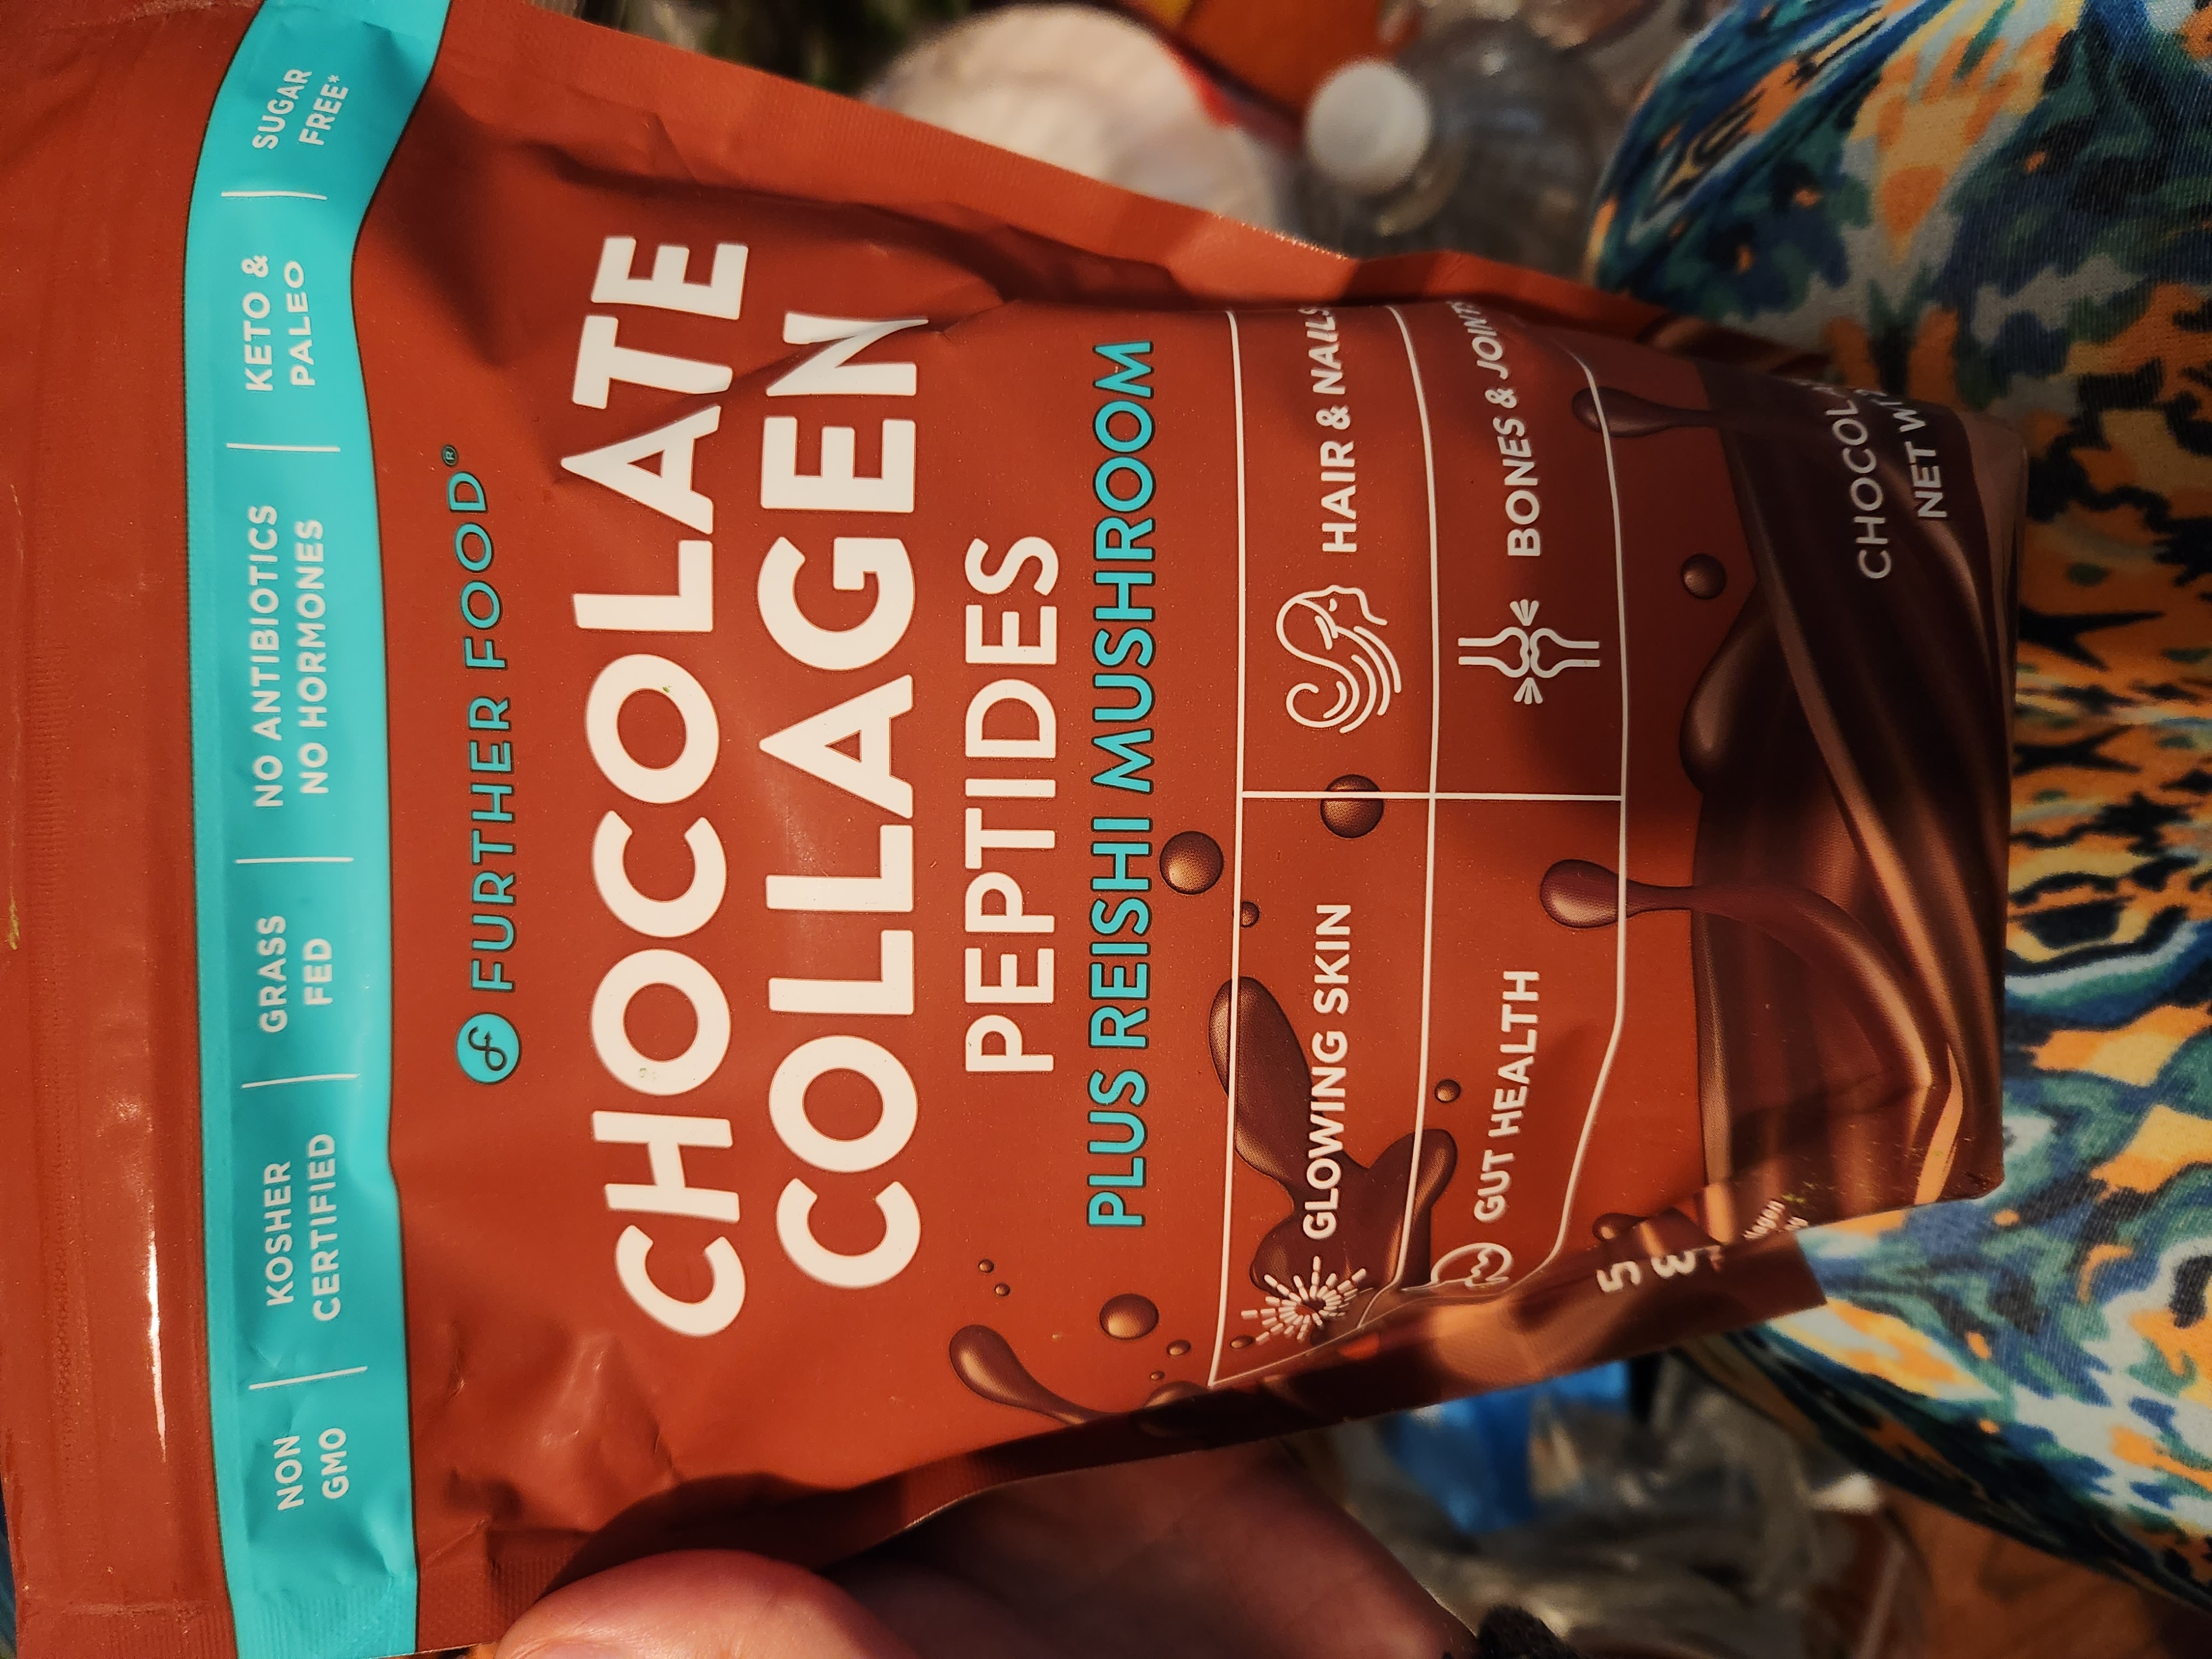 NON
GMO
KOSHER
CERTIFIED
GRASS
FED
NO ANTIBIOTICS
NO HORMONES
KETO &
PALEO
SUGAR
FREE*
FURTHER FOOD®
CHOCOLATE
COLLAGEN
PEPTIDES
PLUS REISHI MUSHROOM
GLOWING SKIN
HAIR & NAILS
GUT HEALTH
BONES & JOINTS
NET